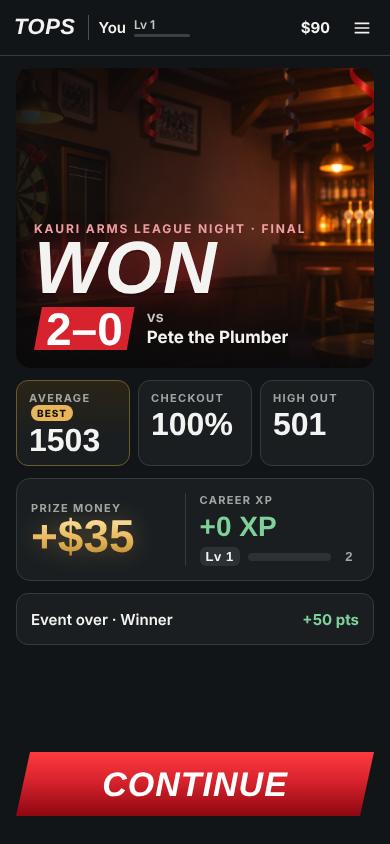 TOPS You Lv 1 $90
KAURI ARMS LEAGUE NIGHT · FINAL
WON
2–0 VS
Pete the Plumber
AVERAGE BEST
1503
CHECKOUT
100%
HIGH OUT
501
PRIZE MONEY
+$35
CAREER XP
+0 XP
Lv 1 2
Event over · Winner +50 pts
CONTINUE